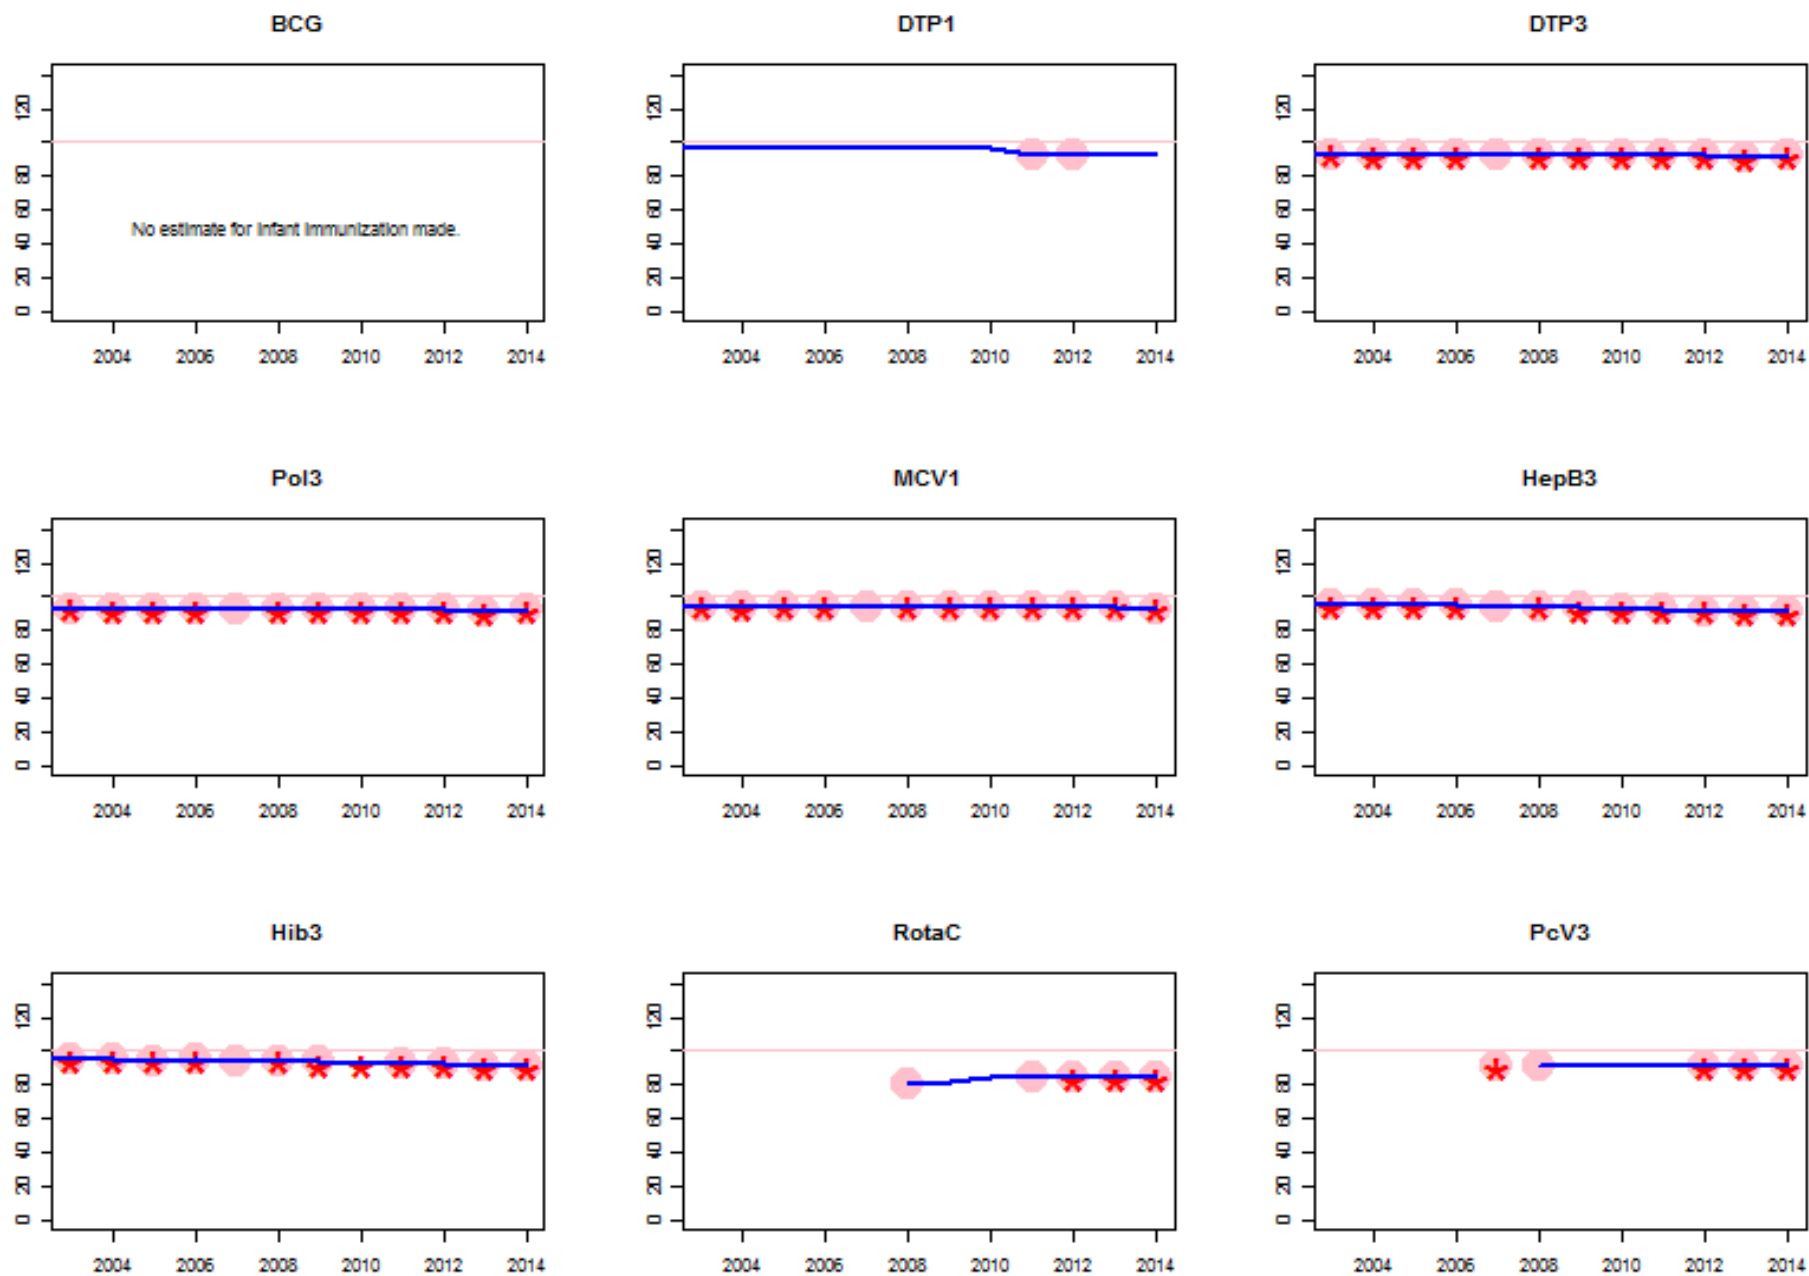 BCG
DTP1
DTP3
0 20 40 60 80 120
No estimate for infant immunization made.
0 20 40 60 80 120
0 20 40 60 80 120
2004 2006 2008 2010 2012 2014
2004 2006 2008 2010 2012 2014
2004 2006 2008 2010 2012 2014
Pol3
MCV1
HepB3
0 20 40 60 80 120
0 20 40 60 80 120
0 20 40 60 80 120
2004 2006 2008 2010 2012 2014
2004 2006 2008 2010 2012 2014
2004 2006 2008 2010 2012 2014
Hib3
RotaC
PcV3
0 20 40 60 80 120
0 20 40 60 80 120
0 20 40 60 80 120
2004 2006 2008 2010 2012 2014
2004 2006 2008 2010 2012 2014
2004 2006 2008 2010 2012 2014